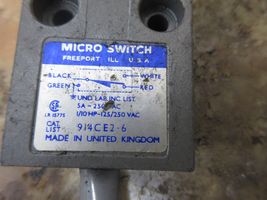 MICRO SWITCH
FREEPORT ILL U.S.A
BLACK WHITE
GREEN RED
UND. LAB. INC. LIST
5A-250 VAC
LR 15775 1/10 HP-125/250 VAC
CAT. LIST 914CE2-6
MADE IN UNITED KINGDOM